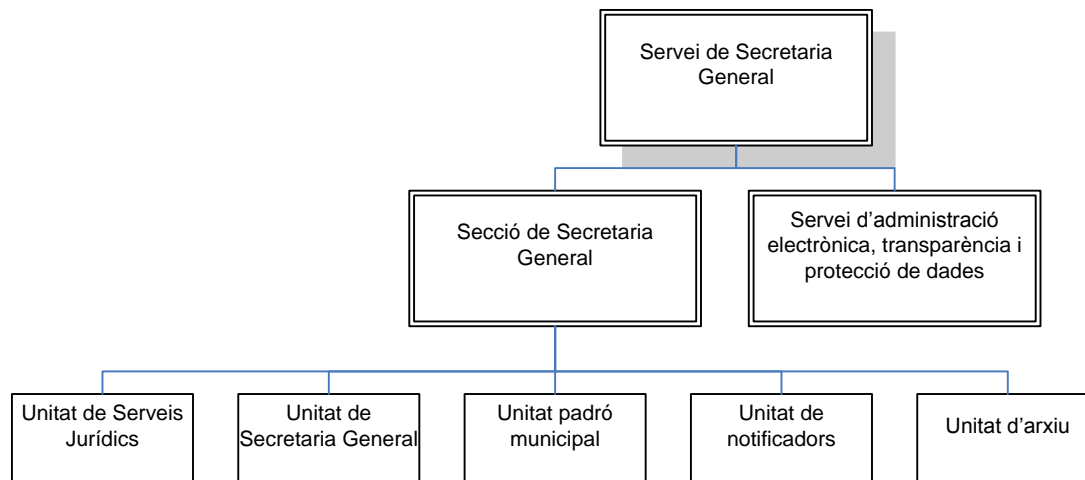 Servei de Secretaria
General
Secció de Secretaria
General
Servei d’administració
electrònica, transparència i
protecció de dades
Unitat de Serveis
Jurídics
Unitat de
Secretaria General
Unitat padró
municipal
Unitat de
notificadors
Unitat d’arxiu